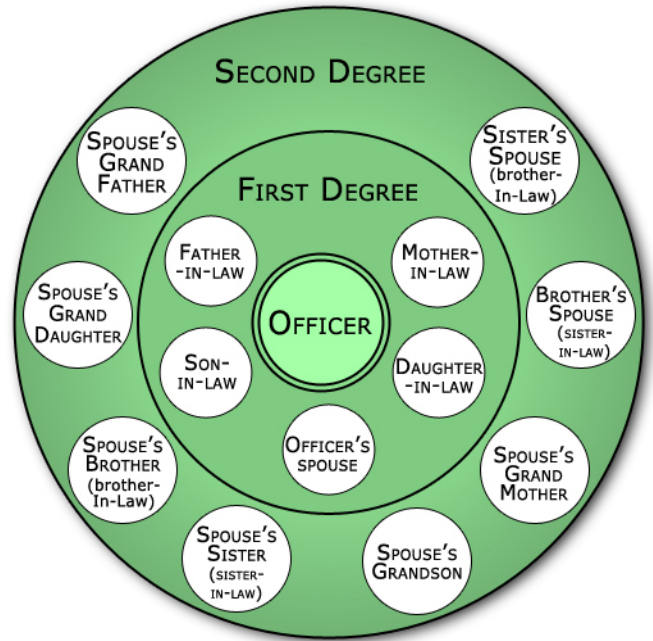 SECOND DEGREE
SPOUSE'S
GRAND
FATHER
SISTER'S
SPOUSE
(brother-
In-Law)
FIRST DEGREE
FATHER
-IN-LAW
MOTHER-
IN-LAW
SPOUSE'S
GRAND
DAUGHTER
OFFICER
BROTHER'S
SPOUSE
(SISTER-
IN-LAW)
SON-
IN-LAW
DAUGHTER
-IN-LAW
OFFICER'S
SPOUSE
SPOUSE'S
BROTHER
(brother-
In-Law)
SPOUSE'S
GRAND
MOTHER
SPOUSE'S
SISTER
(SISTER-
IN-LAW)
SPOUSE'S
GRANDSON